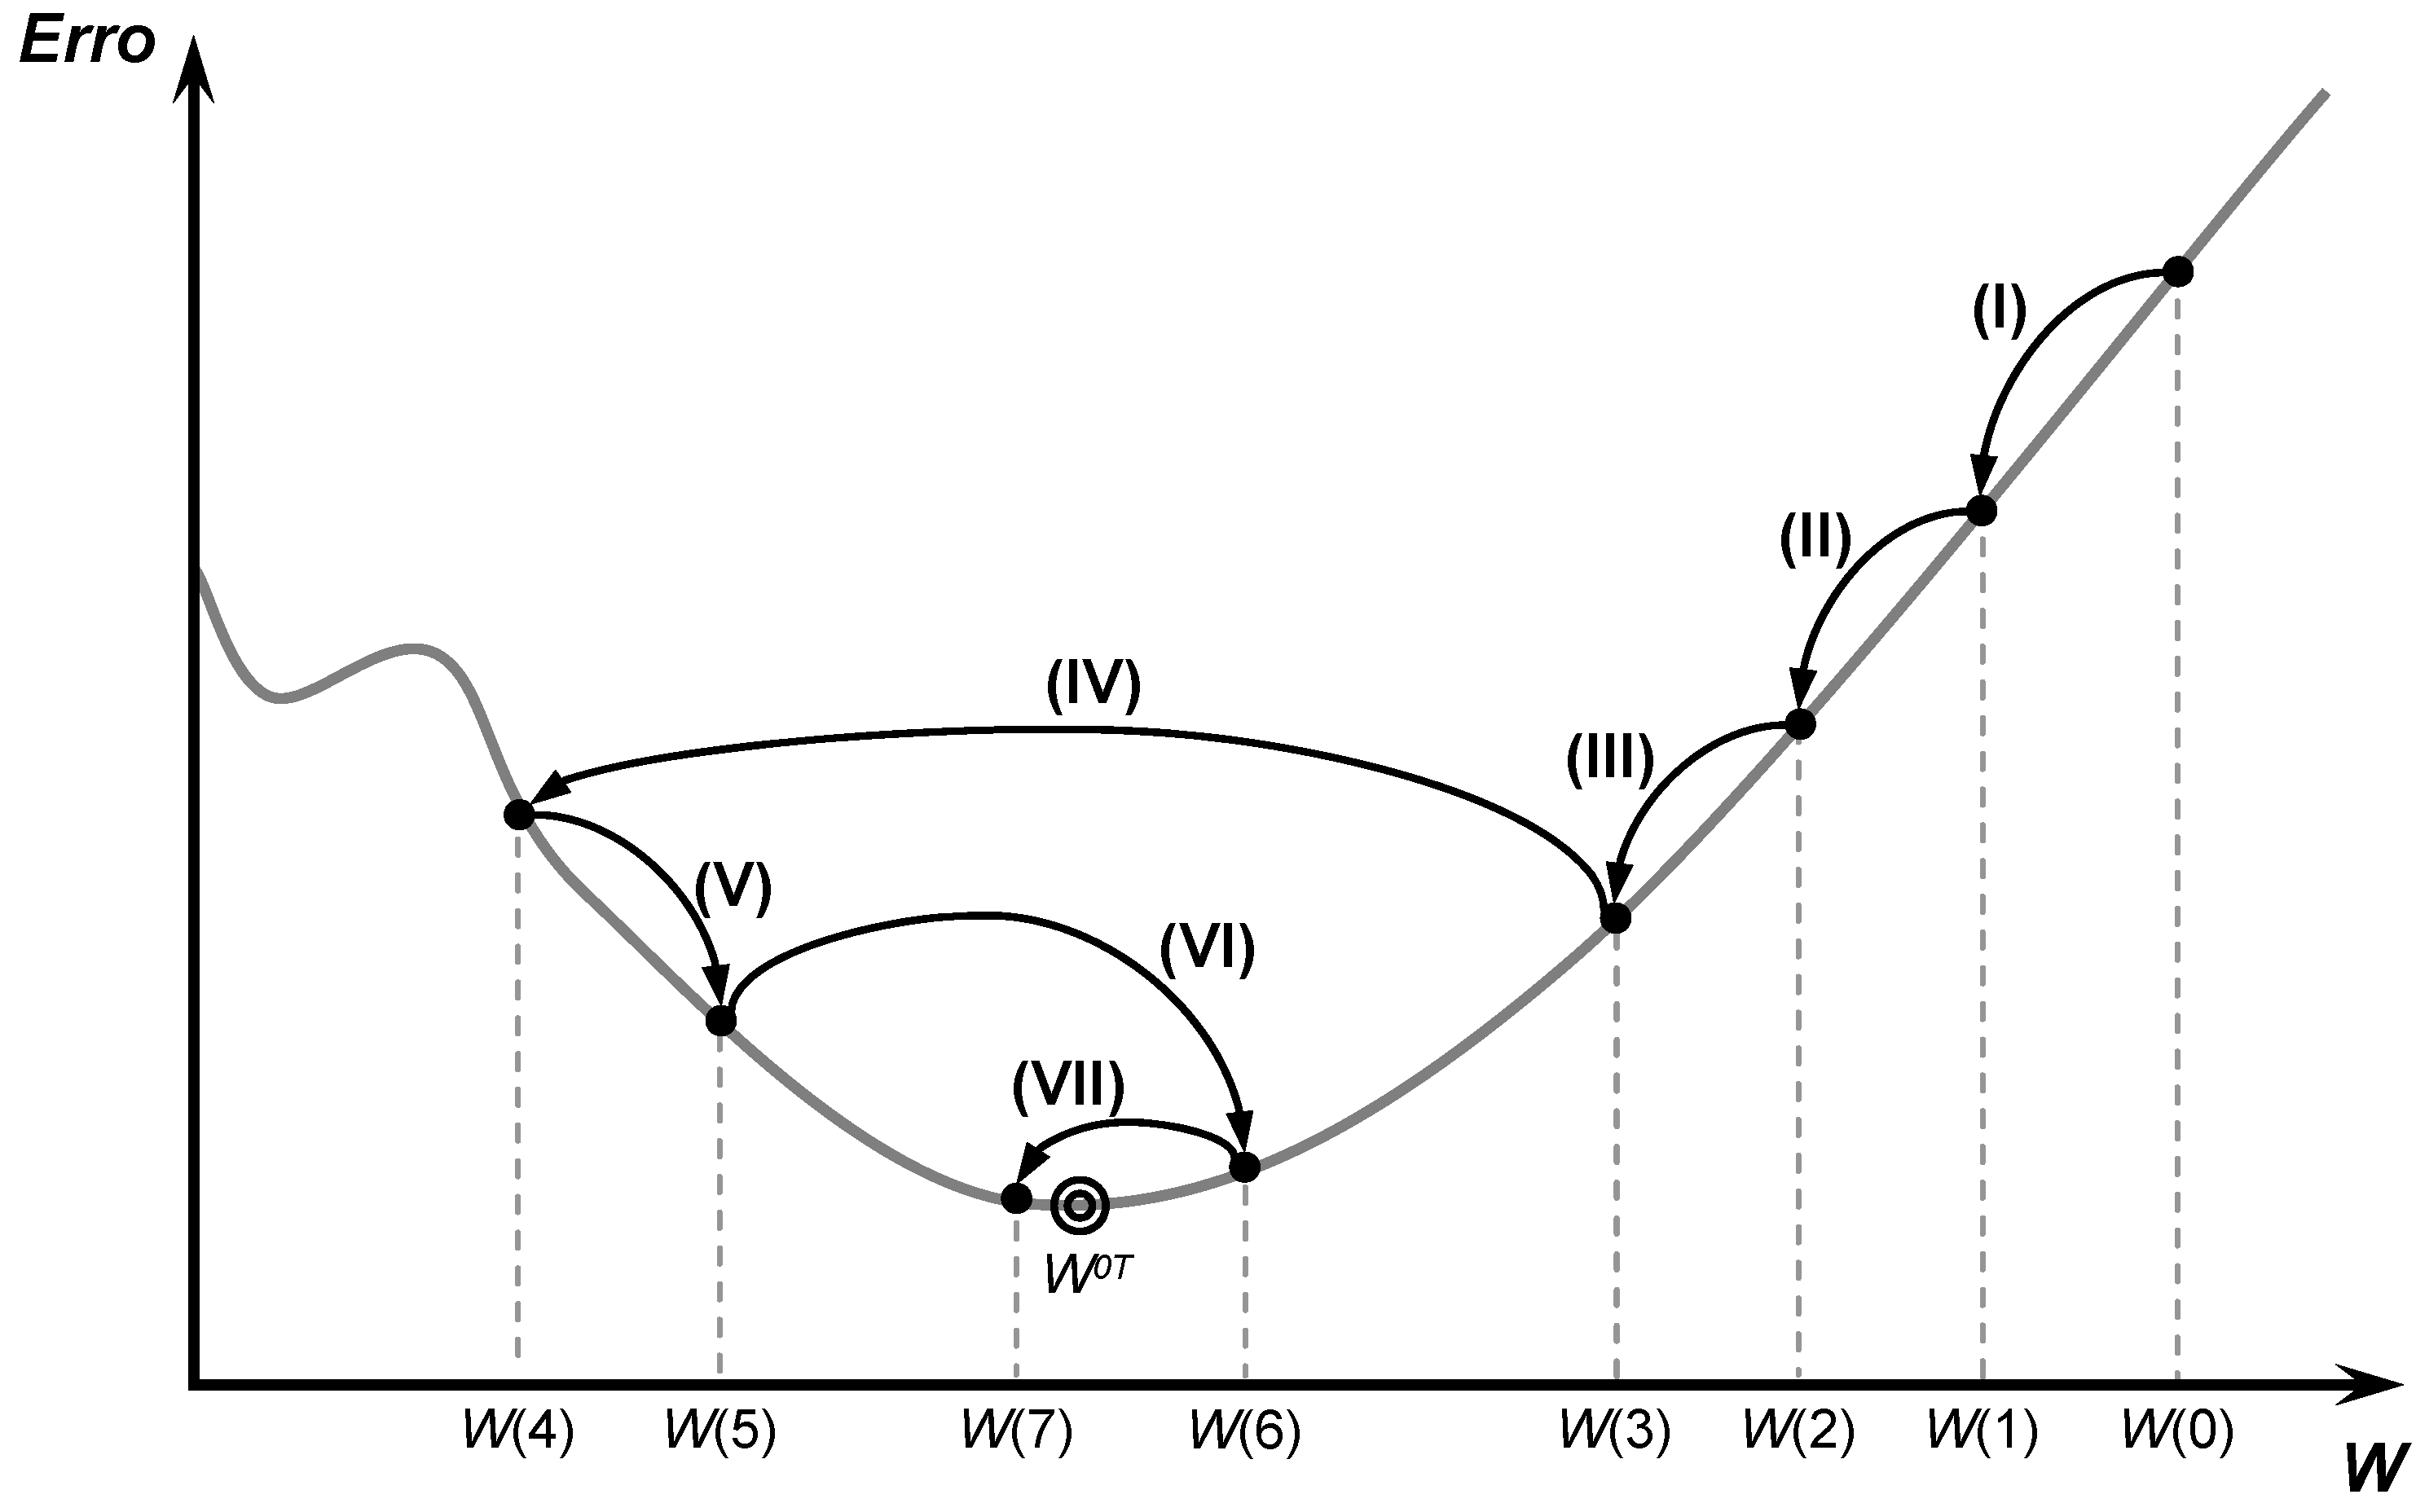 Erro
(I)
(II)
(IV)
(III)
(V)
(VI)
(VII)
W^{0T}
W(4) W(5) W(7) W(6) W(3) W(2) W(1) W(0)
W